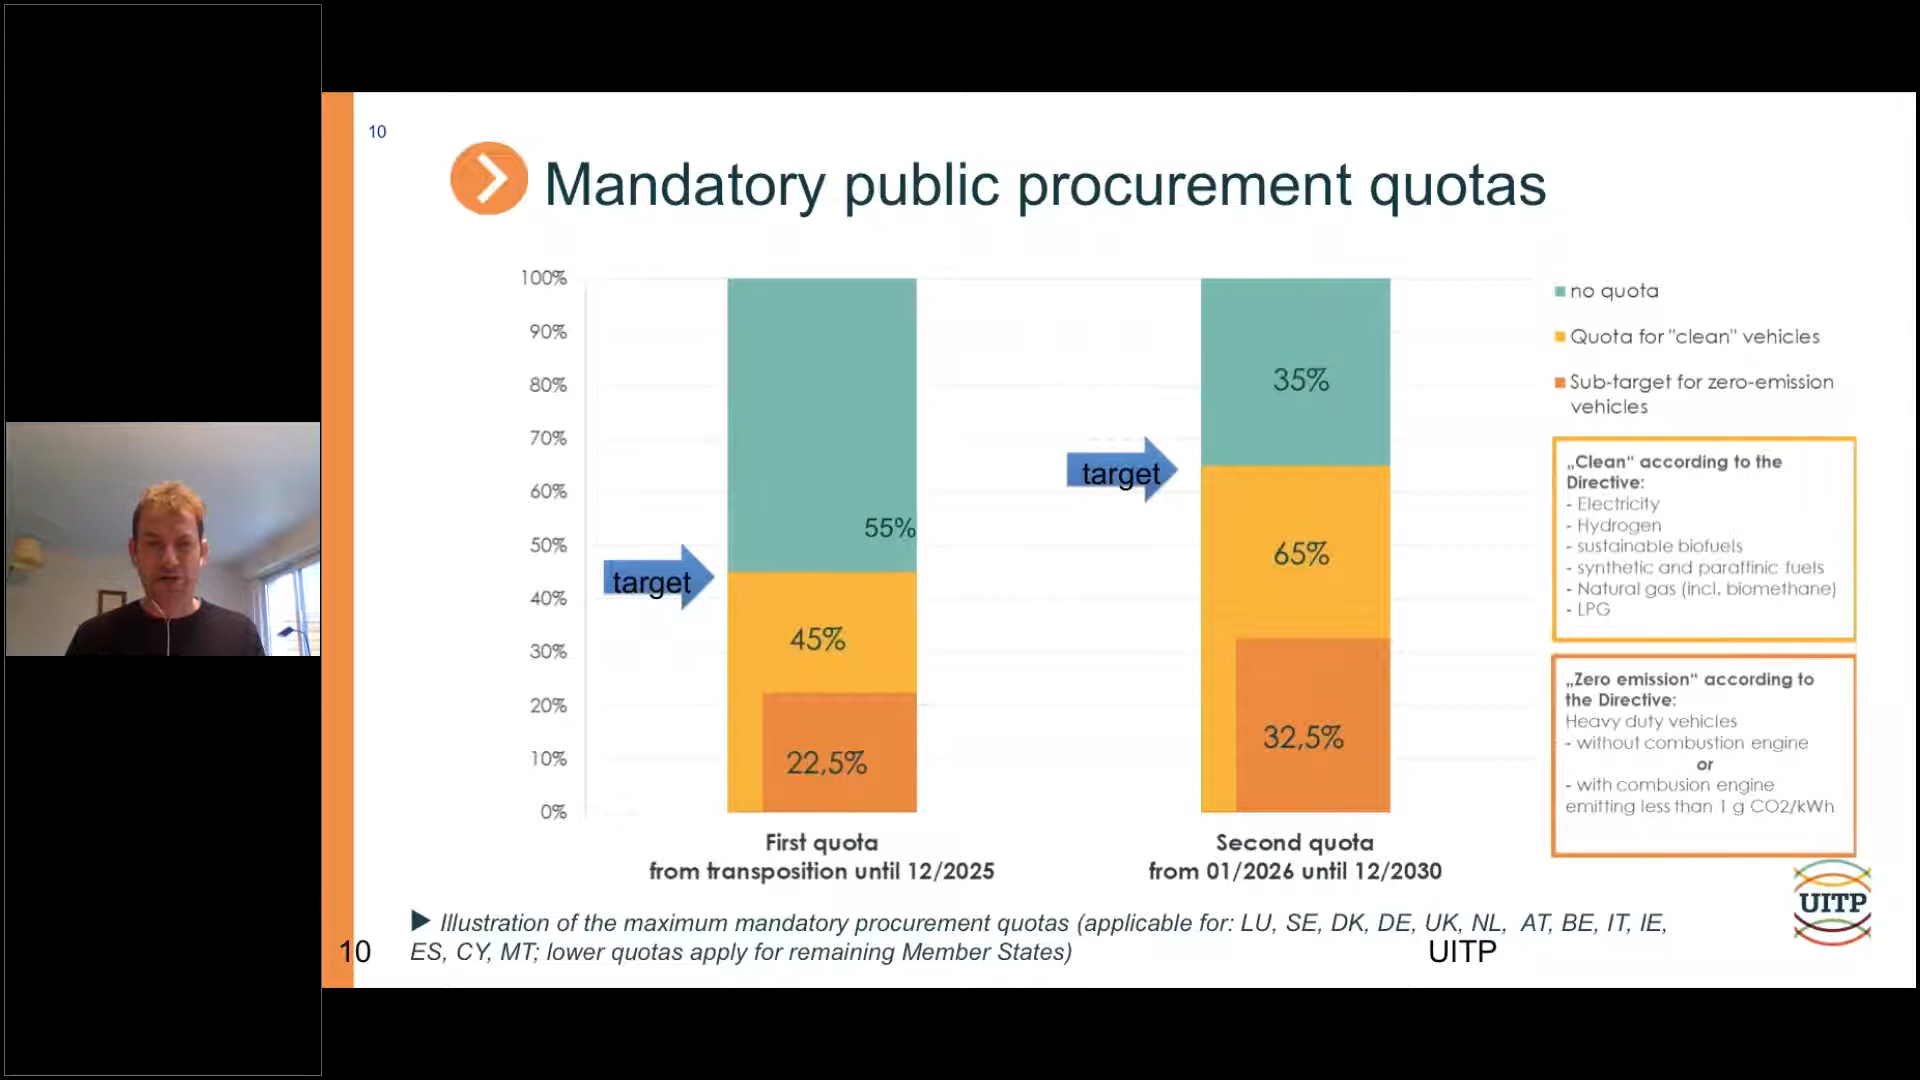 10
Mandatory public procurement quotas
100%
90%
80%
70%
60%
50%
40%
30%
20%
10%
0%
target
55%
45%
22,5%
target
35%
65%
32,5%
First quota
from transposition until 12/2025
Second quota
from 01/2026 until 12/2030
no quota
Quota for "clean" vehicles
Sub-target for zero-emission
vehicles
„Clean“ according to the
Directive:
- Electricity
- Hydrogen
- sustainable biofuels
- synthetic and paraffinic fuels
- Natural gas (incl. biomethane)
- LPG
„Zero emission“ according to
the Directive:
Heavy duty vehicles
- without combustion engine
or
- with combusion engine
emitting less than 1 g CO2/kWh
UITP
Illustration of the maximum mandatory procurement quotas (applicable for: LU, SE, DK, DE, UK, NL, AT, BE, IT, IE,
ES, CY, MT; lower quotas apply for remaining Member States)
10
UITP